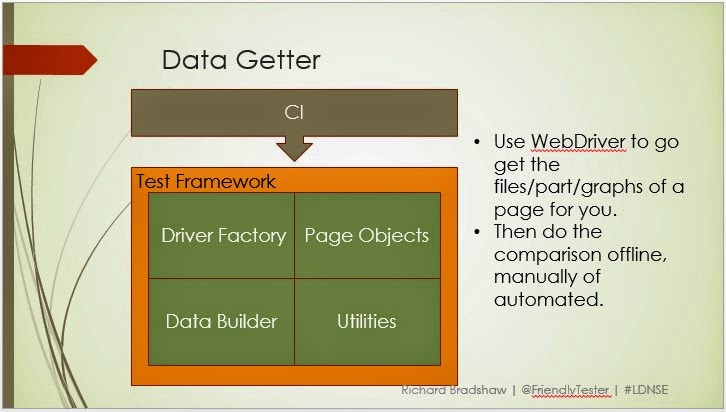 Data Getter
CI
Test Framework
Driver Factory
Page Objects
Data Builder
Utilities
• Use WebDriver to go
get the
files/part/graphs of a
page for you.
• Then do the
comparison offline,
manually of
automated.
Richard Bradshaw | @FriendlyTester | #LDNSE